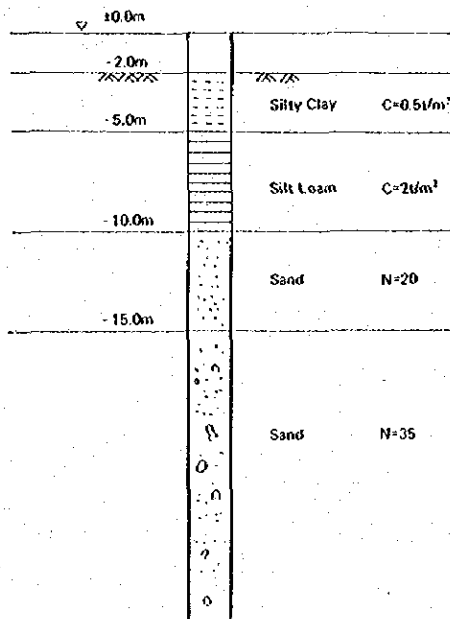 ±0.0m
-2.0m
Silty Clay C=0.5t/m²
-5.0m
Silt Loam C=2t/m²
-10.0m
Sand N=20
-15.0m
Sand N=35